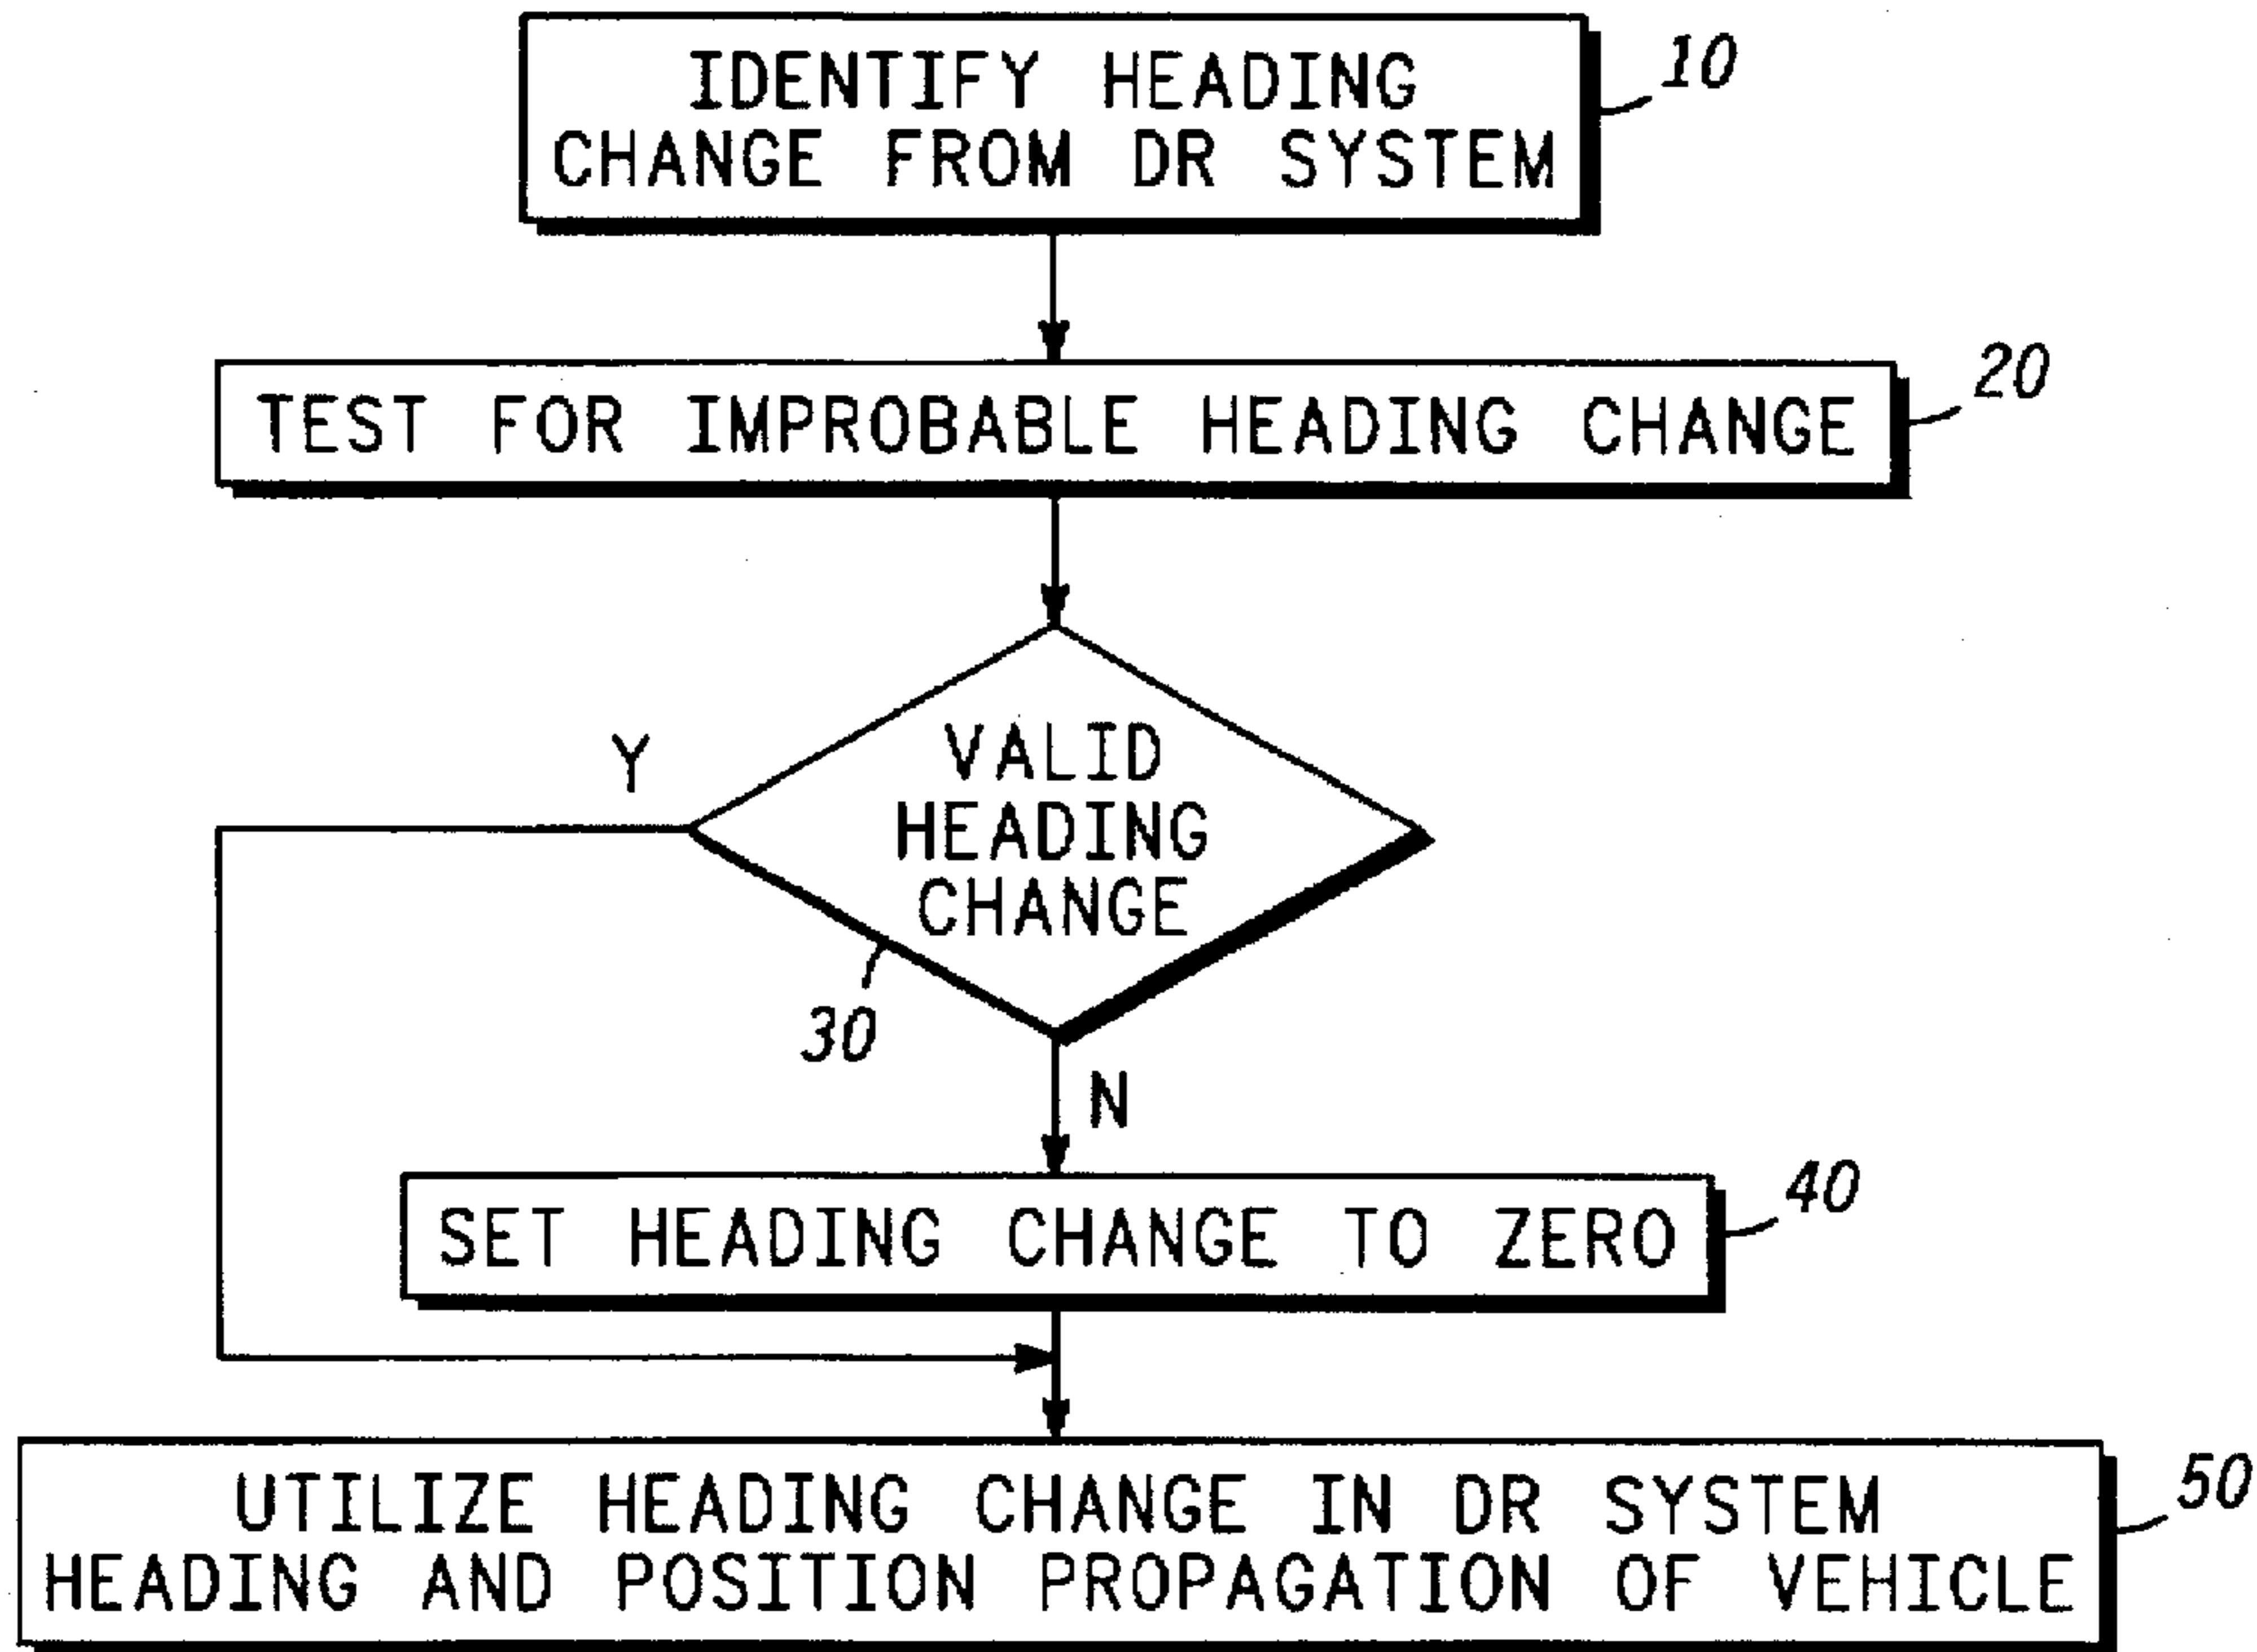 IDENTIFY HEADING
CHANGE FROM DR SYSTEM
10
TEST FOR IMPROBABLE HEADING CHANGE
20
VALID
HEADING
CHANGE
Y
30
N
SET HEADING CHANGE TO ZERO
40
UTILIZE HEADING CHANGE IN DR SYSTEM
HEADING AND POSITION PROPAGATION OF VEHICLE
50